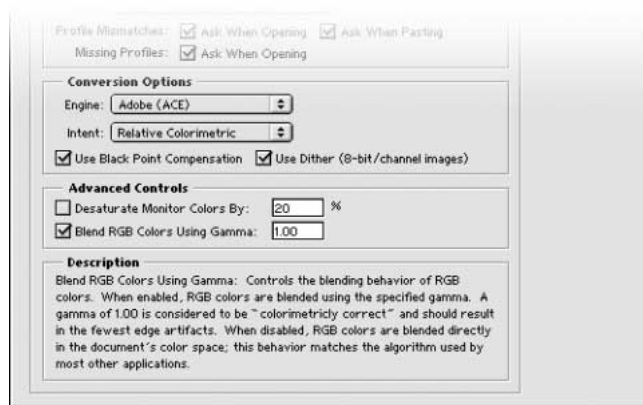 Profile Mismatches: Ask When Opening Ask When Pasting
Missing Profiles: Ask When Opening
Conversion Options
Engine: Adobe (ACE)
Intent: Relative Colorimetric
Use Black Point Compensation Use Dither (8-bit/channel images)
Advanced Controls
Desaturate Monitor Colors By: 20 %
Blend RGB Colors Using Gamma: 1.00
Description
Blend RGB Colors Using Gamma: Controls the blending behavior of RGB
colors. When enabled, RGB colors are blended using the specified gamma. A
gamma of 1.00 is considered to be "colorimetricly correct" and should result
in the fewest edge artifacts. When disabled, RGB colors are blended directly
in the document's color space; this behavior matches the algorithm used by
most other applications.